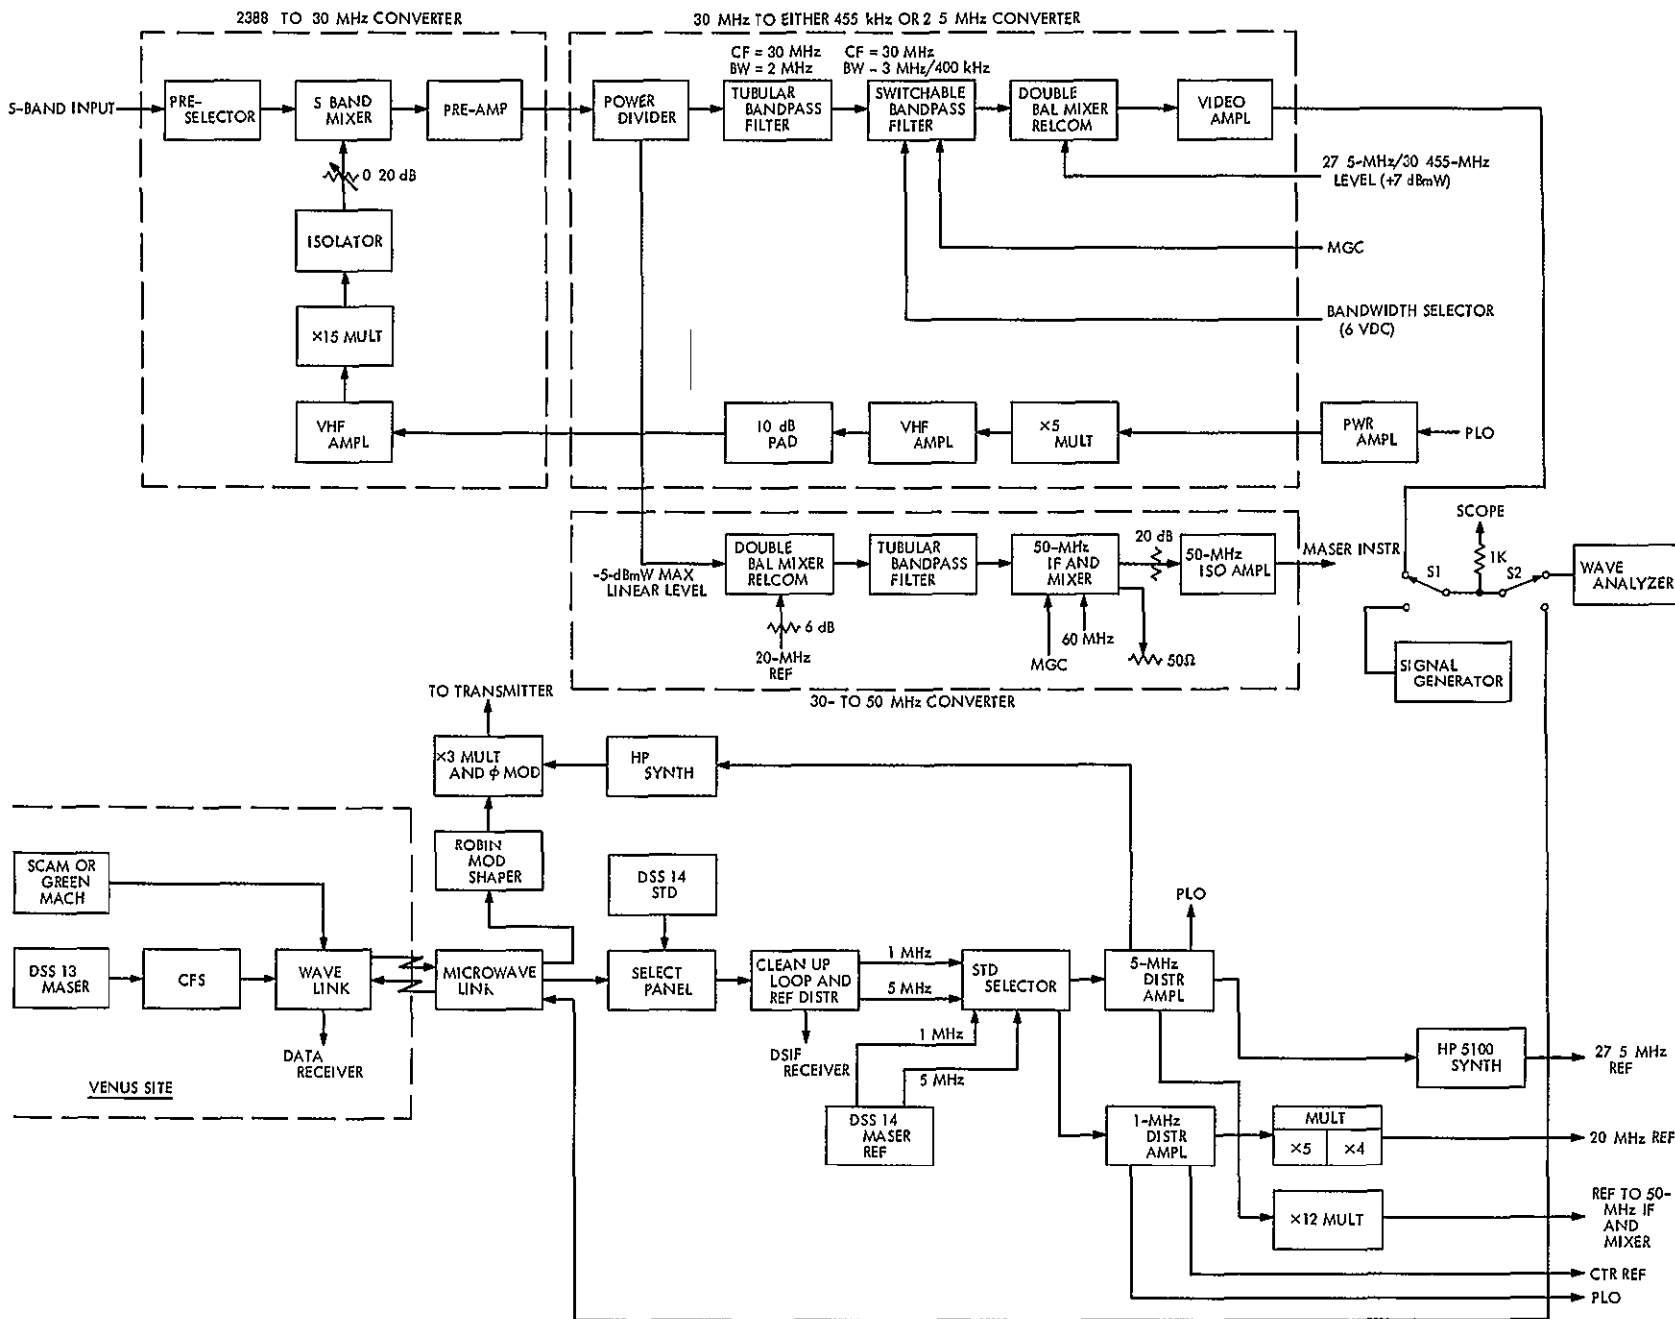 2388 TO 30 MHz CONVERTER
30 MHz TO EITHER 455 kHz OR 2 5 MHz CONVERTER
CF = 30 MHz
BW = 2 MHz
CF = 30 MHz
BW - 3 MHz/400 kHz
S-BAND INPUT
PRE-
SELECTOR
S BAND
MIXER
PRE-AMP
POWER
DIVIDER
TUBULAR
BANDPASS
FILTER
SWITCHABLE
BANDPASS
FILTER
DOUBLE
BAL MIXER
RELCOM
VIDEO
AMPL
0 20 dB
27 5-MHz/30 455-MHz
LEVEL (+7 dBmW)
ISOLATOR
MGC
×15 MULT
BANDWIDTH SELECTOR
(6 VDC)
VHF
AMPL
10 dB
PAD
VHF
AMPL
×5
MULT
PWR
AMPL
PLO
SCOPE
1K
S1
S2
WAVE
ANALYZER
SIGNAL
GENERATOR
-5-dBmW MAX
LINEAR LEVEL
DOUBLE
BAL MIXER
RELCOM
TUBULAR
BANDPASS
FILTER
50-MHz
IF AND
MIXER
20 dB
50-MHz
ISO AMPL
MASER INSTR
6 dB
20-MHz
REF
MGC
60 MHz
50Ω
30- TO 50 MHz CONVERTER
TO TRANSMITTER
×3 MULT
AND ϕ MOD
HP
SYNTH
ROBIN
MOD
SHAPER
DSS 14
STD
SCAM OR
GREEN
MACH
DSS 13
MASER
CFS
WAVE
LINK
MICROWAVE
LINK
SELECT
PANEL
CLEAN UP
LOOP AND
REF DISTR
1 MHz
5 MHz
STD
SELECTOR
PLO
5-MHz
DISTR
AMPL
DATA
RECEIVER
VENUS SITE
DSIF
RECEIVER
1 MHz
5 MHz
DSS 14
MASER
REF
HP 5100
SYNTH
27 5 MHz
REF
1-MHz
DISTR
AMPL
MULT
×5
×4
20 MHz REF
×12 MULT
REF TO 50-
MHz IF
AND
MIXER
CTR REF
PLO